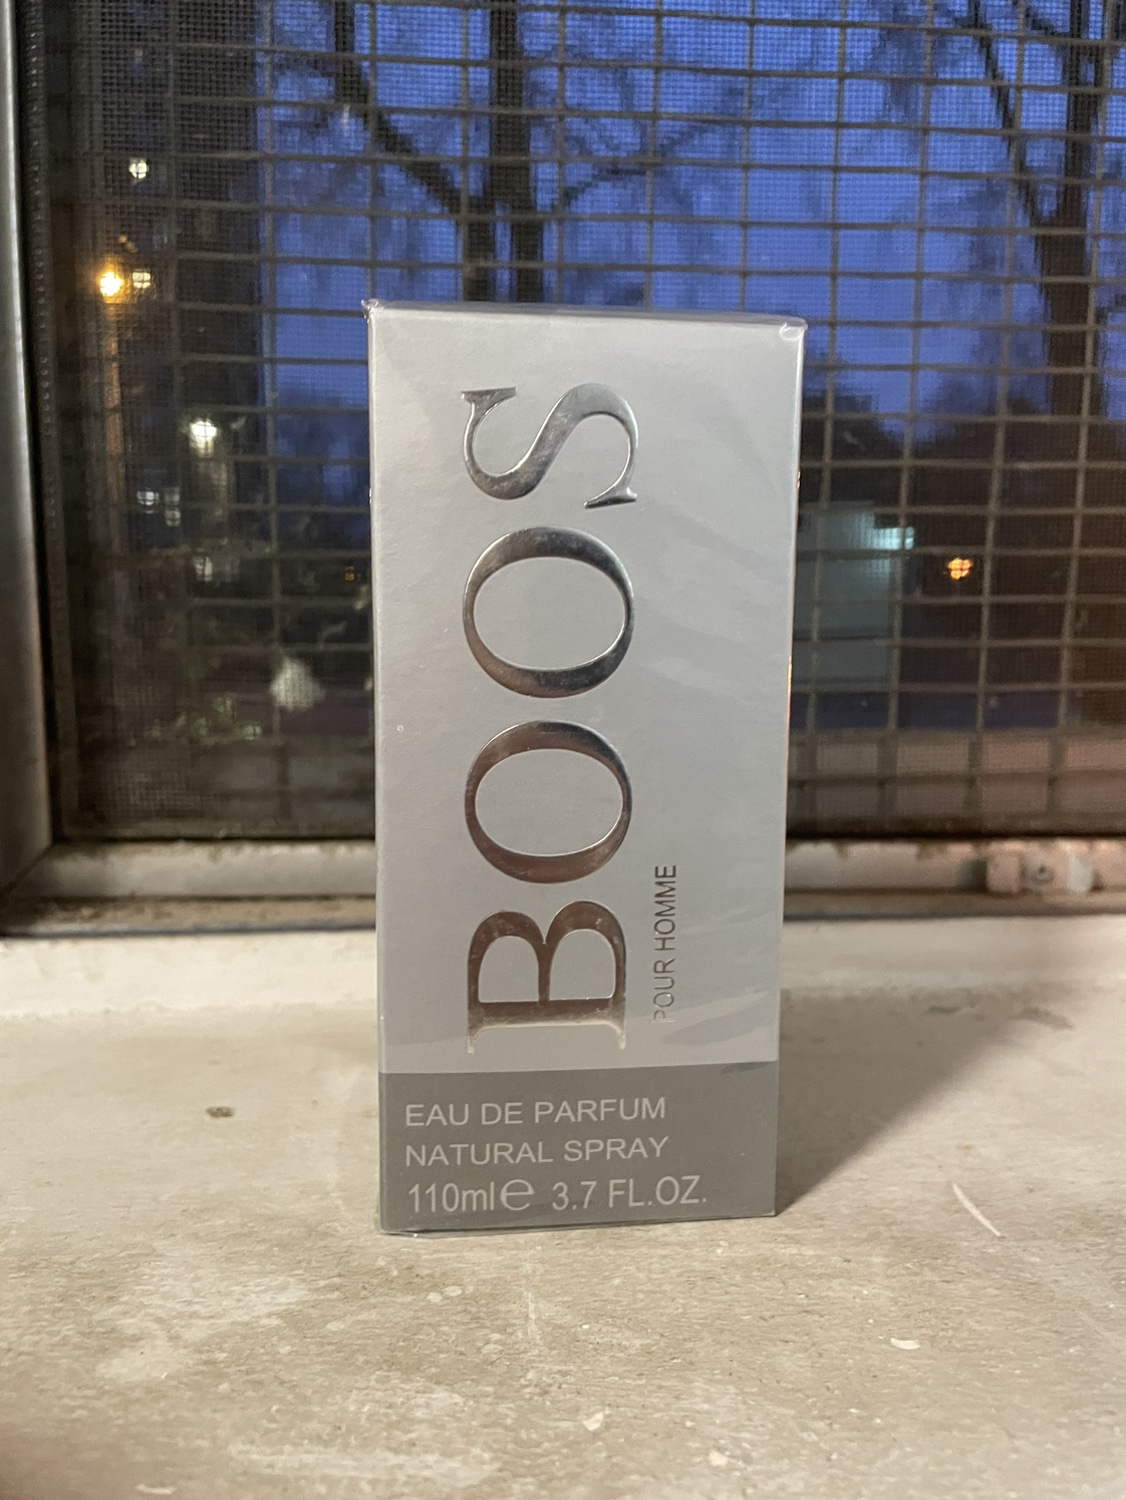 BOOS
POUR HOMME
EAU DE PARFUM
NATURAL SPRAY
110ml℮ 3.7 FL.OZ.